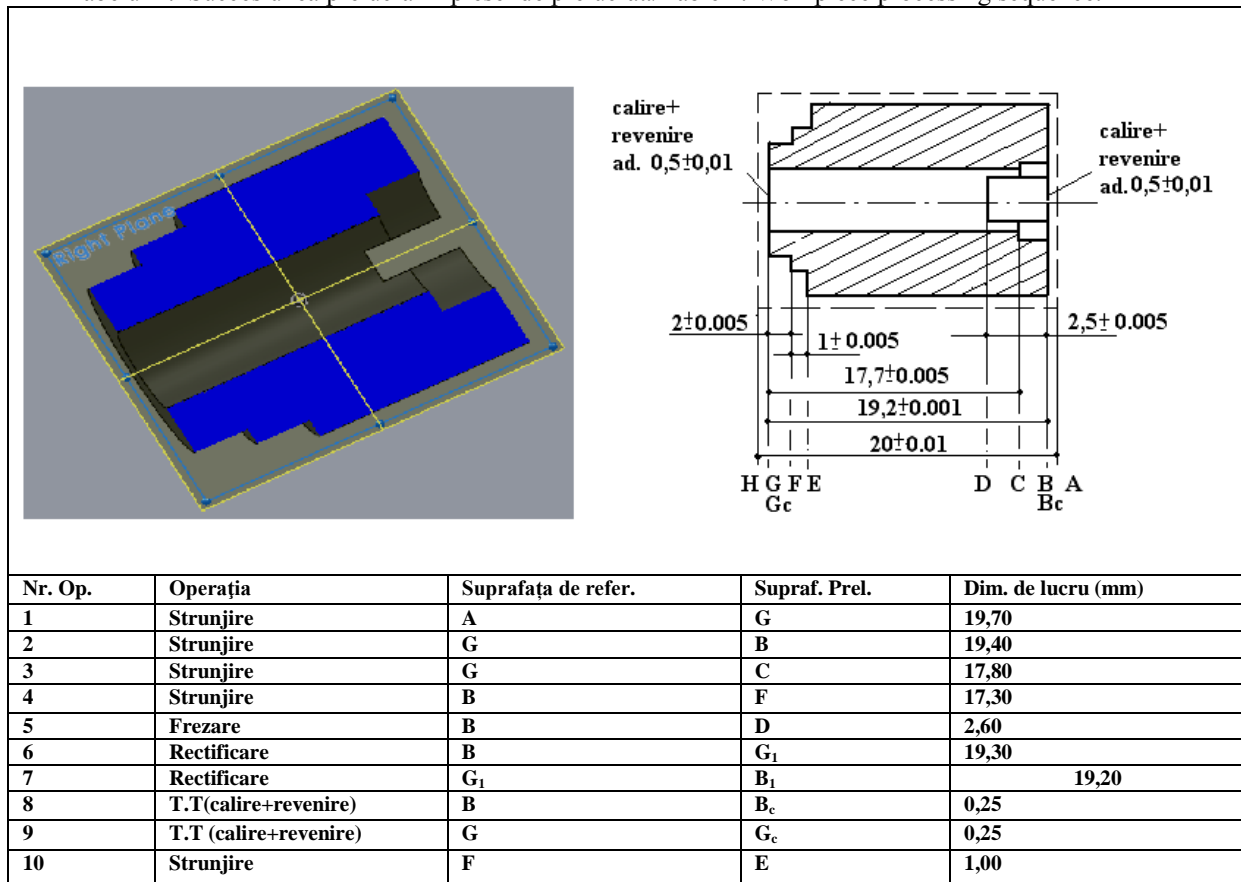 Right Plane
calire+
revenire
ad. 0,5±0,01
calire+
revenire
ad. 0,5±0,01
2±0.005
2,5± 0.005
1± 0.005
17,7±0.005
19,2±0.001
20±0.01
H G F E D C B A
Gc Bc
Nr. Op. Operaţia Suprafața de refer. Supraf. Prel. Dim. de lucru (mm)
1 Strunjire A G 19,70
2 Strunjire G B 19,40
3 Strunjire G C 17,80
4 Strunjire B F 17,30
5 Frezare B D 2,60
6 Rectificare B G₁ 19,30
7 Rectificare G₁ B₁ 19,20
8 T.T(calire+revenire) B Bc 0,25
9 T.T (calire+revenire) G Gc 0,25
10 Strunjire F E 1,00